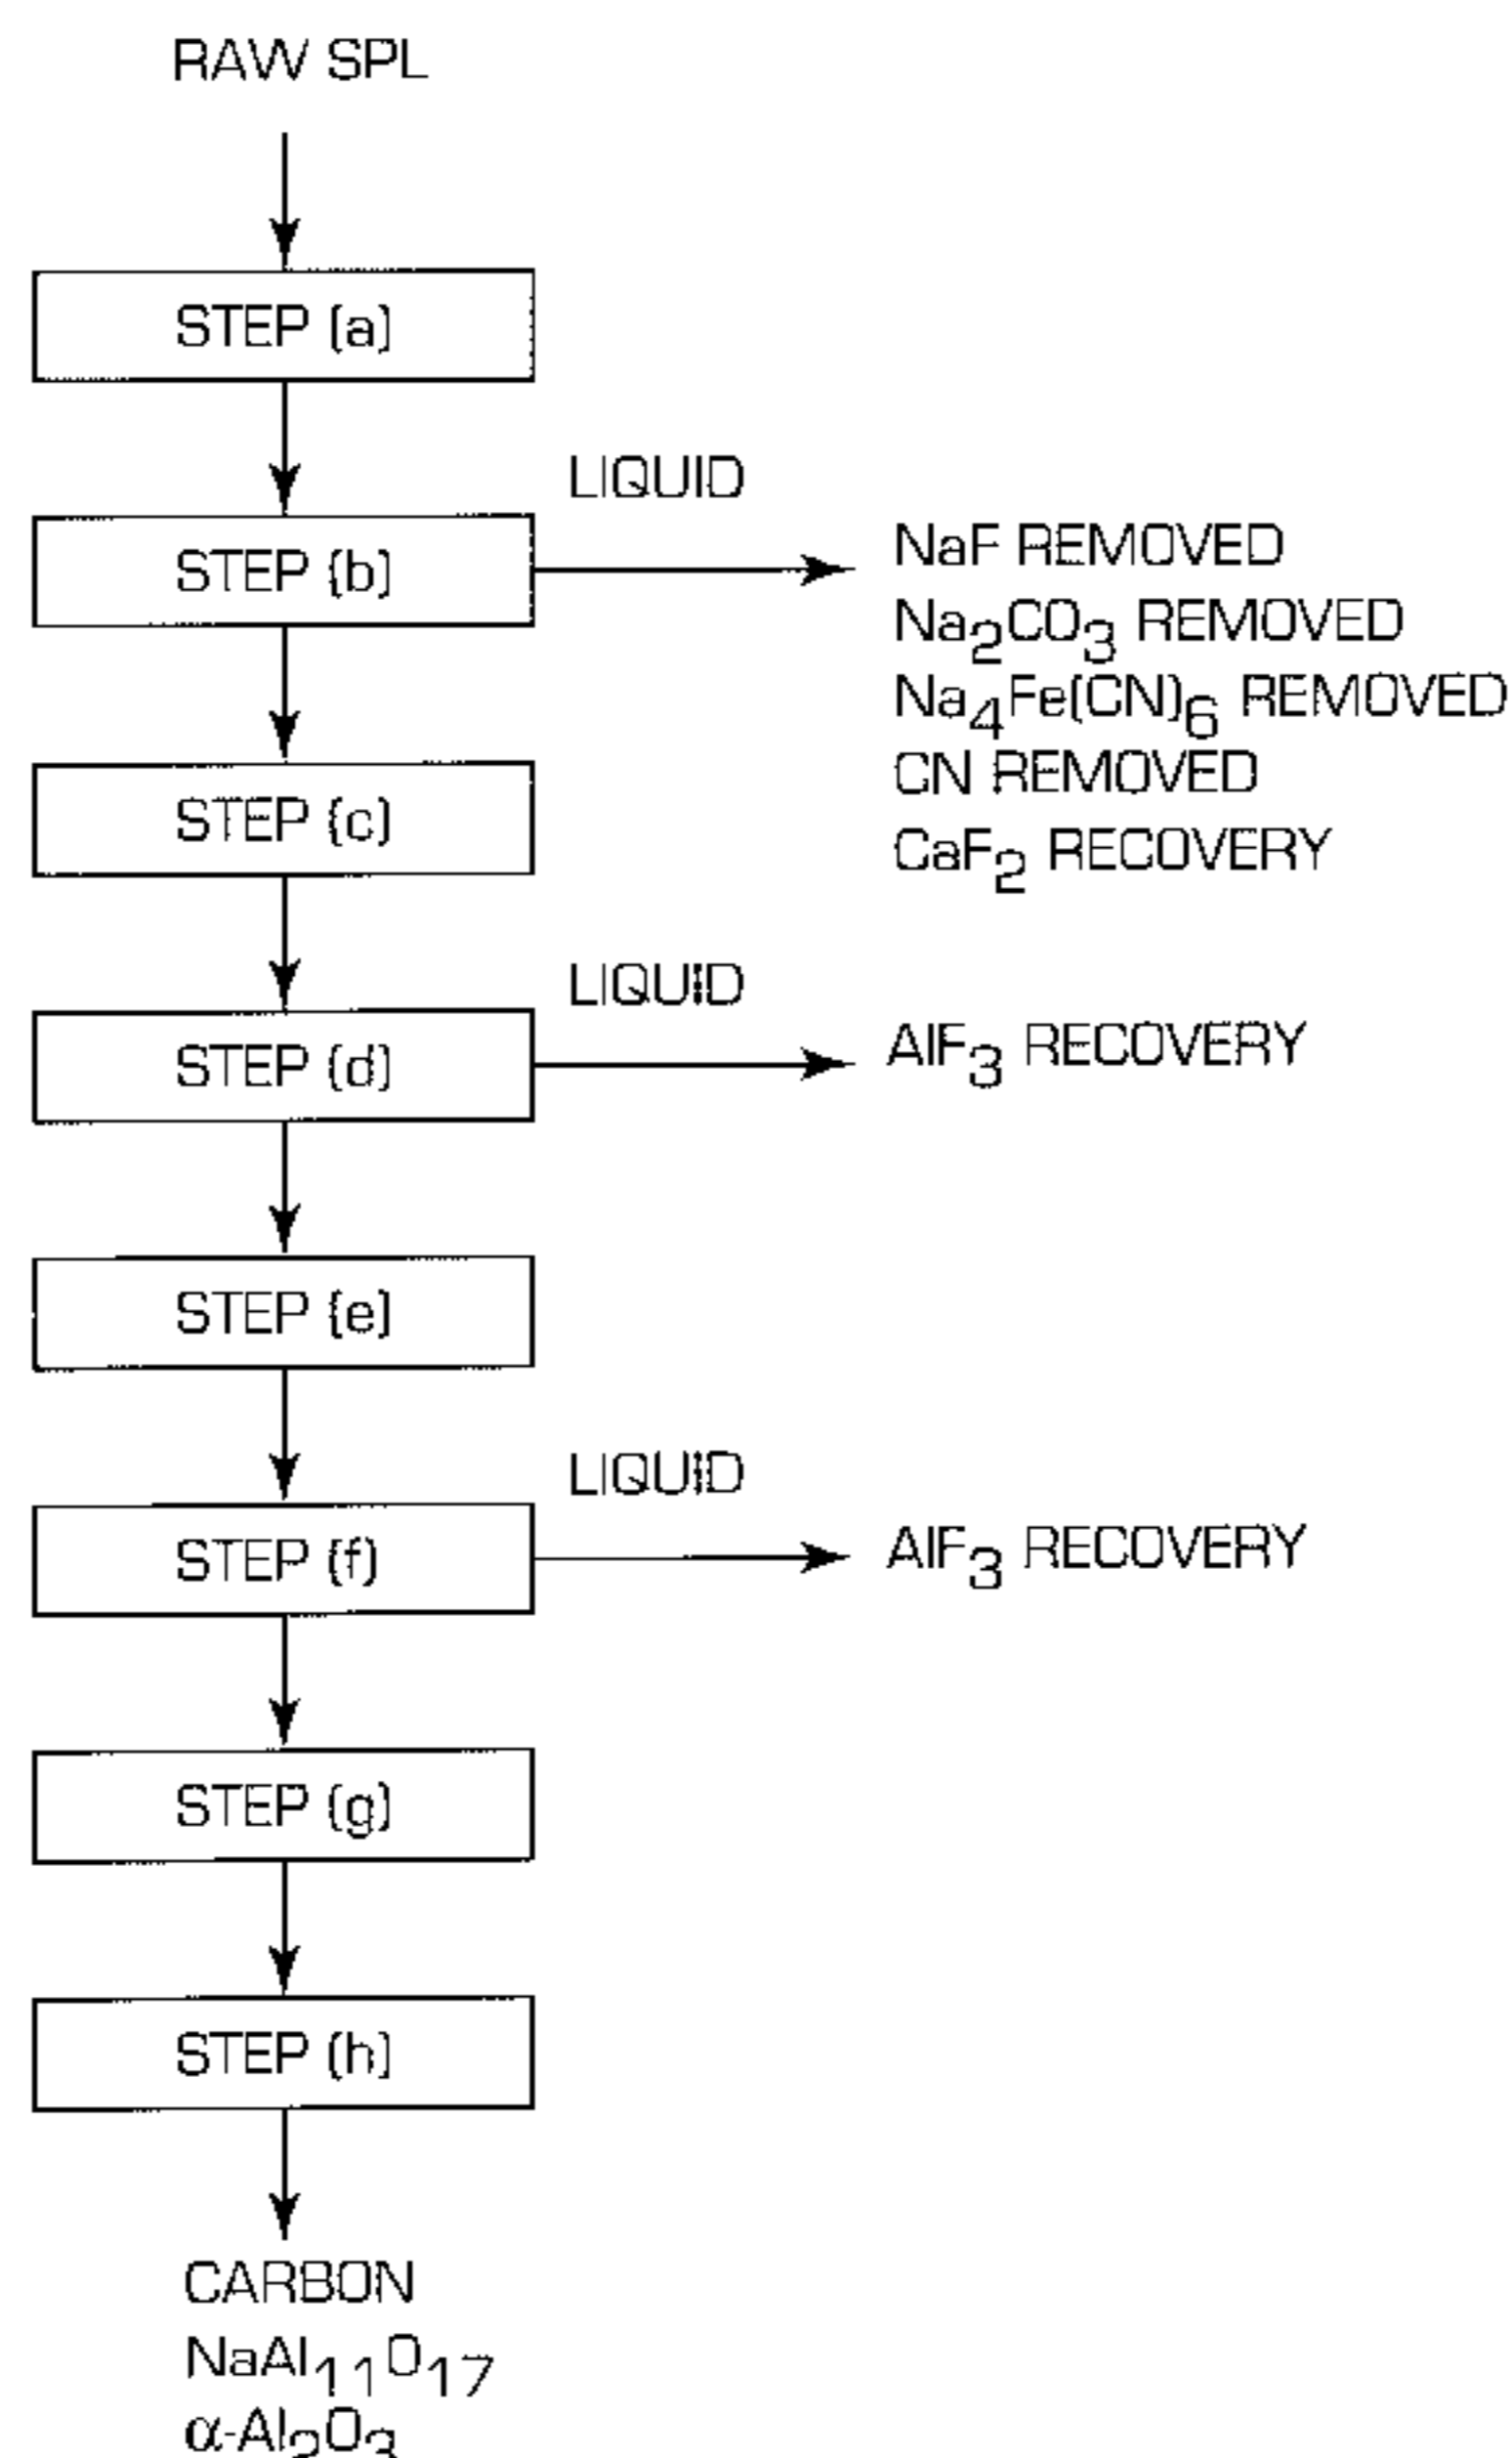 RAW SPL
STEP (a)
LIQUID
STEP (b)
NaF REMOVED
Na₂CO₃ REMOVED
Na₄Fe(CN)₆ REMOVED
CN REMOVED
CaF₂ RECOVERY
STEP (c)
LIQUID
STEP (d)
AlF₃ RECOVERY
STEP (e)
LIQUID
STEP (f)
AlF₃ RECOVERY
STEP (g)
STEP (h)
CARBON
NaAl₁₁O₁₇
α-Al₂O₃